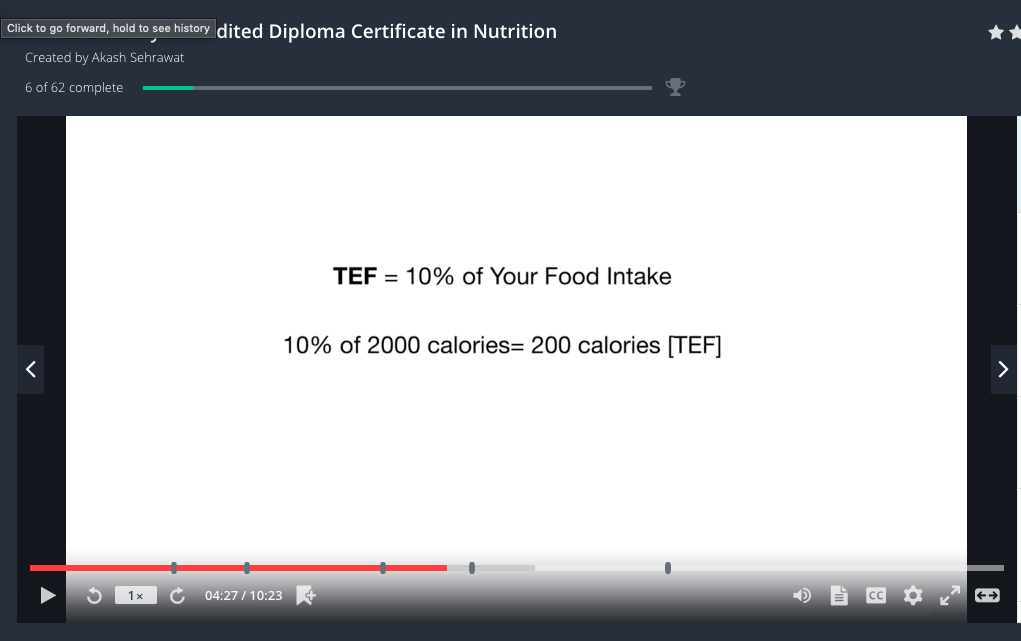 Click to go forward, hold to see history
dited Diploma Certificate in Nutrition
Created by Akash Sehrawat
6 of 62 complete
TEF = 10% of Your Food Intake
10% of 2000 calories= 200 calories [TEF]
1×
04:27 / 10:23
CC